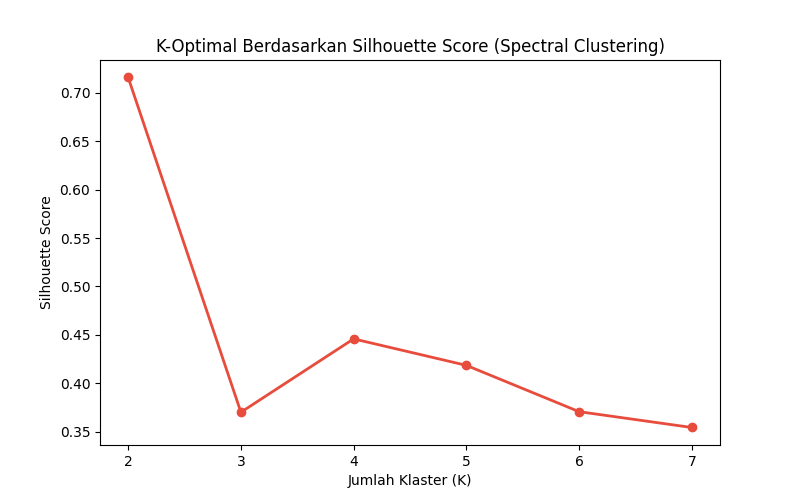 K-Optimal Berdasarkan Silhouette Score (Spectral Clustering)
Silhouette Score
0.70
0.65
0.60
0.55
0.50
0.45
0.40
0.35
2 3 4 5 6 7
Jumlah Klaster (K)